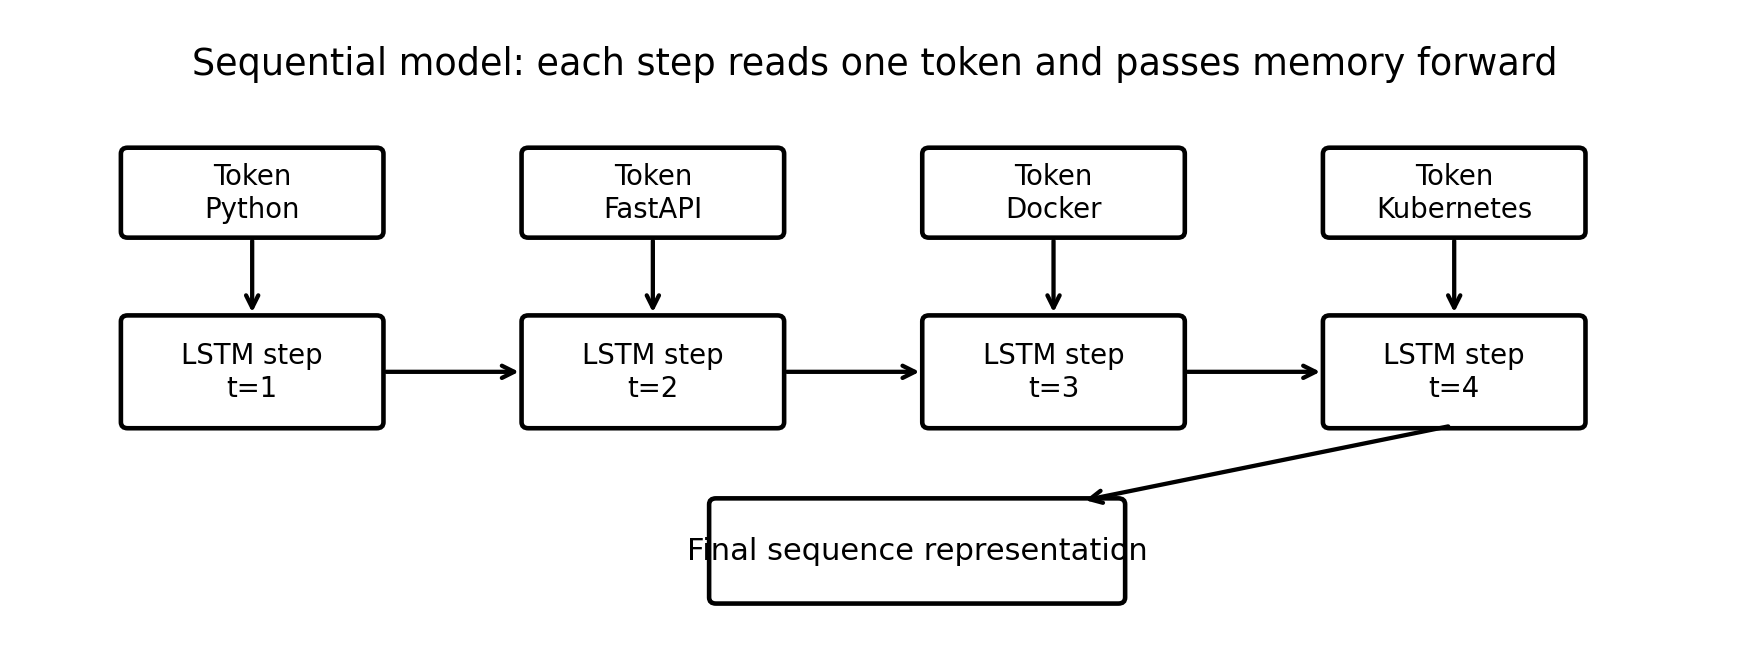 Sequential model: each step reads one token and passes memory forward
Token
Python
Token
FastAPI
Token
Docker
Token
Kubernetes
LSTM step
t=1
LSTM step
t=2
LSTM step
t=3
LSTM step
t=4
Final sequence representation